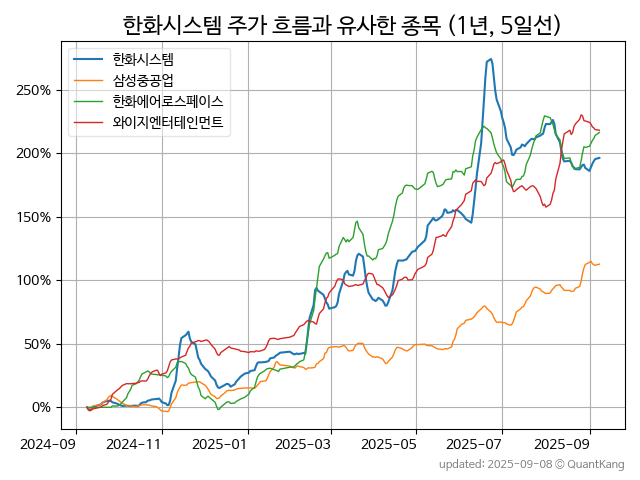 한화시스템 주가 흐름과 유사한 종목 (1년, 5일선)
한화시스템
삼성중공업
한화에어로스페이스
와이지엔터테인먼트
250%
200%
150%
100%
50%
0%
2024-09 2024-11 2025-01 2025-03 2025-05 2025-07 2025-09
updated: 2025-09-08 © QuantKang